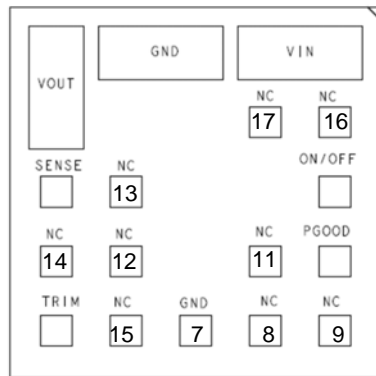 GND VIN
VOUT
NC NC
17 16
SENSE NC ON/OFF
13
NC NC NC PGOOD
14 12 11
TRIM NC GND NC NC
15 7 8 9